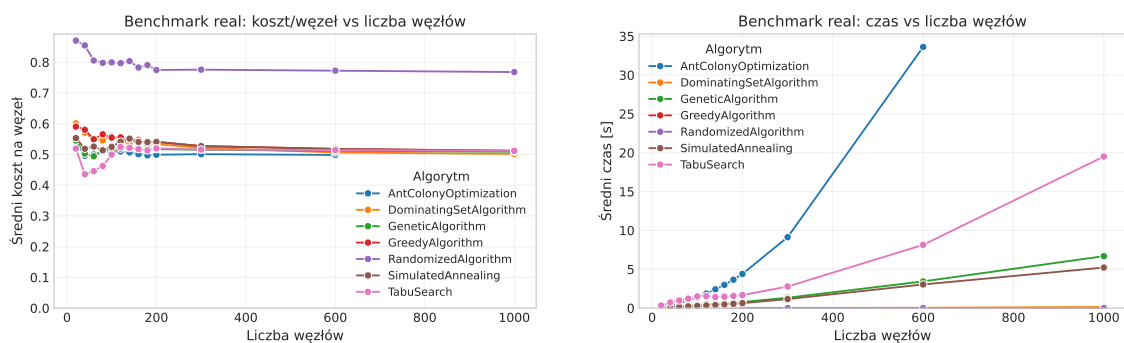 Benchmark real: koszt/węzeł vs liczba węzłów
Średni koszt na węzeł
0.8
0.7
0.6
0.5
0.4
0.3
0.2
0.1
0.0
0
200
400
600
800
1000
Liczba węzłów
Algorytm
AntColonyOptimization
DominatingSetAlgorithm
GeneticAlgorithm
GreedyAlgorithm
RandomizedAlgorithm
SimulatedAnnealing
TabuSearch
Benchmark real: czas vs liczba węzłów
Średni czas [s]
35
30
25
20
15
10
5
0
0
200
400
600
800
1000
Liczba węzłów
Algorytm
AntColonyOptimization
DominatingSetAlgorithm
GeneticAlgorithm
GreedyAlgorithm
RandomizedAlgorithm
SimulatedAnnealing
TabuSearch